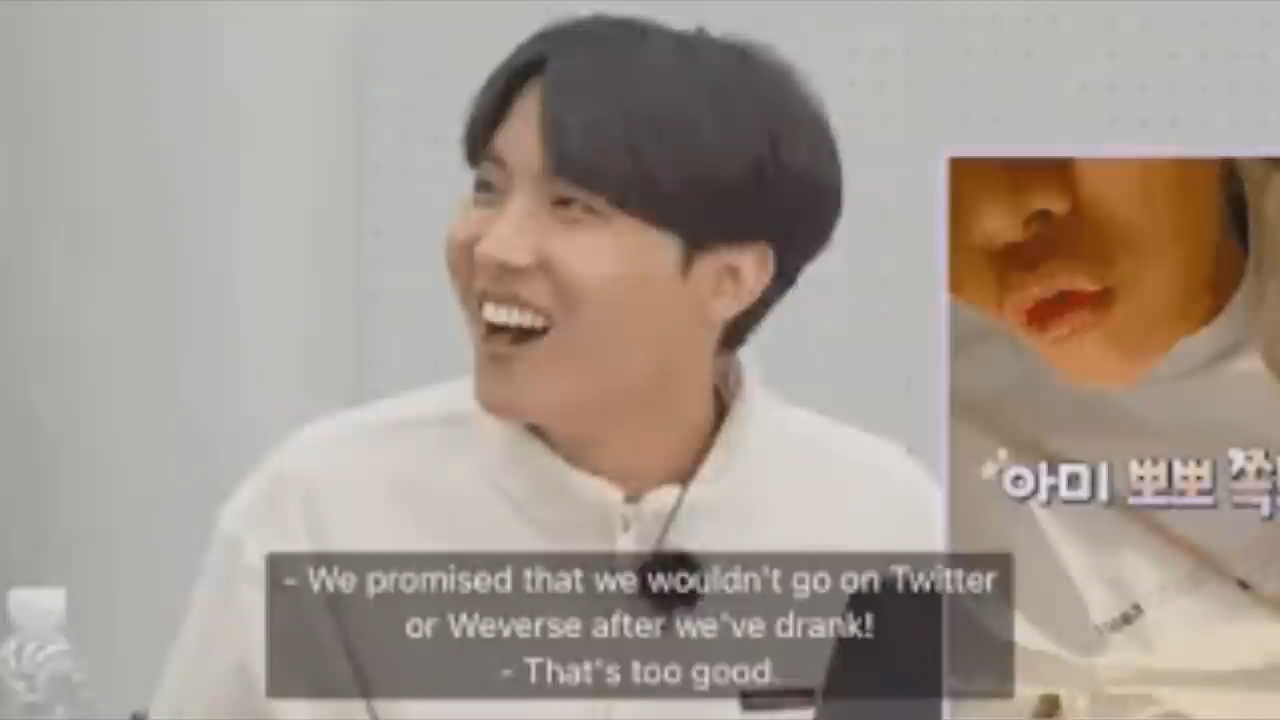 아미 뽀뽀 쪽
- We promised that we wouldn't go on Twitter
or Weverse after we've drank!
- That's too good.